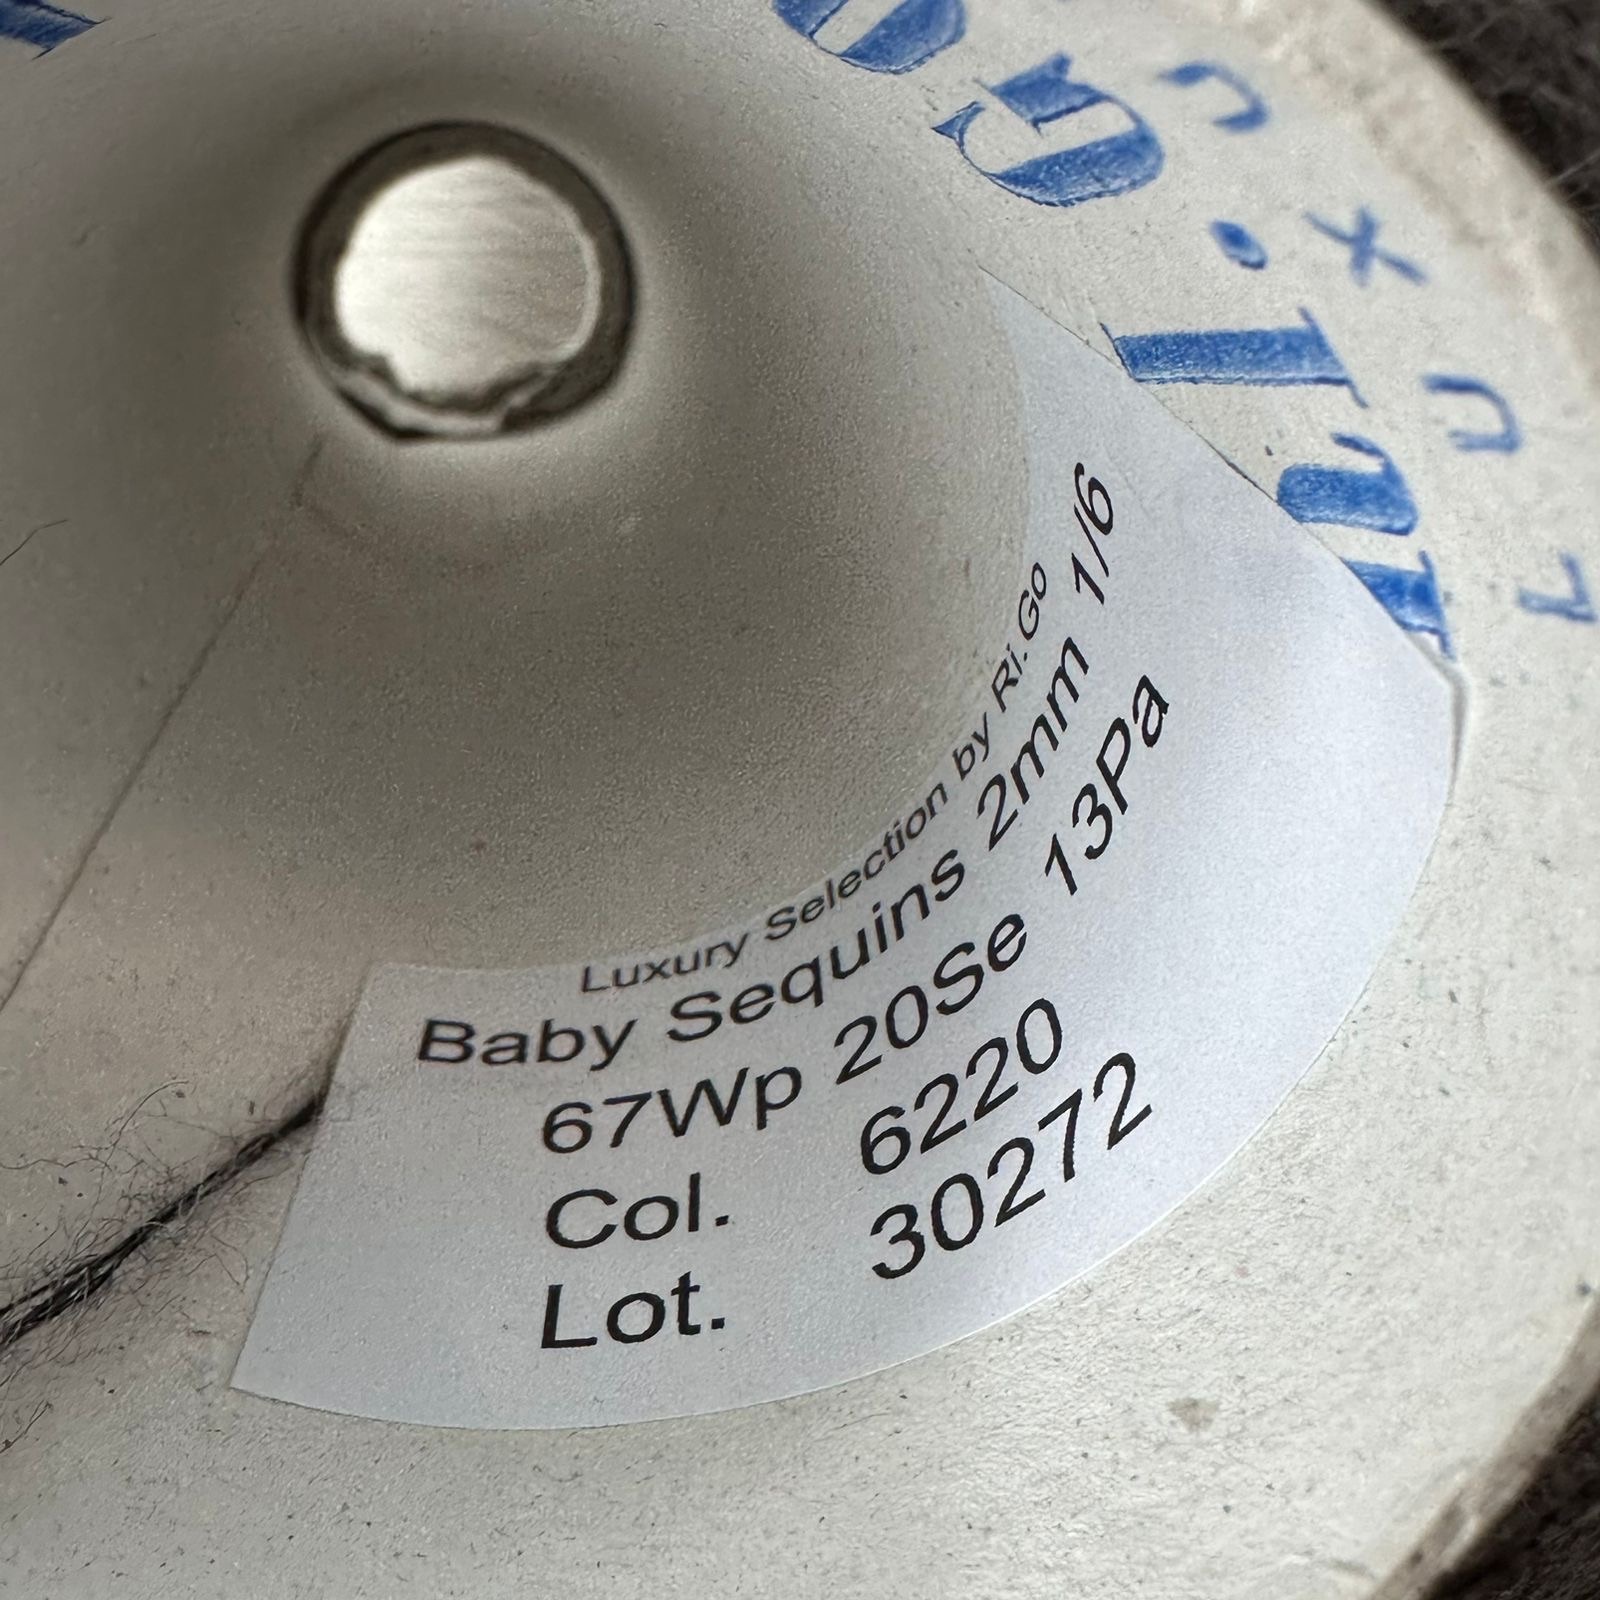 Luxury Selection by Ri.Go
Baby Sequins 2mm 1/6
67Wp 20Se 13Pa
Col. 6220
Lot. 30272